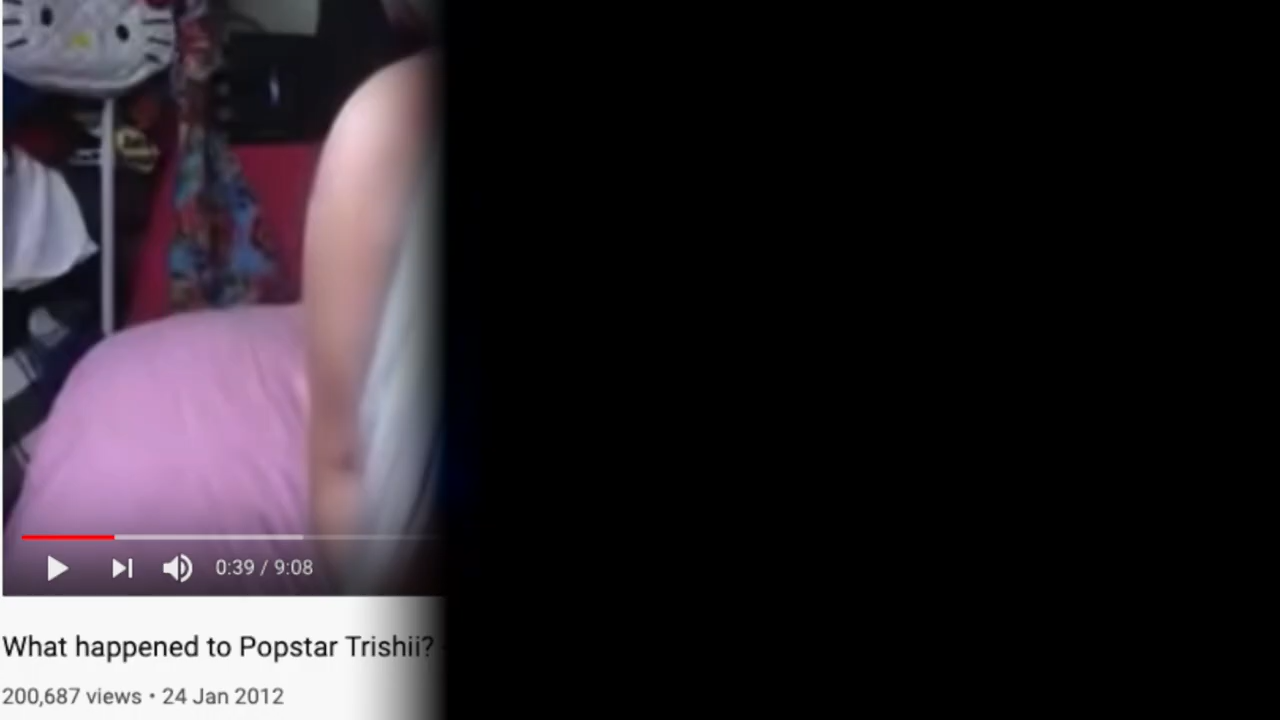 0:39 / 9:08
What happened to Popstar Trishii?
200,687 views • 24 Jan 2012